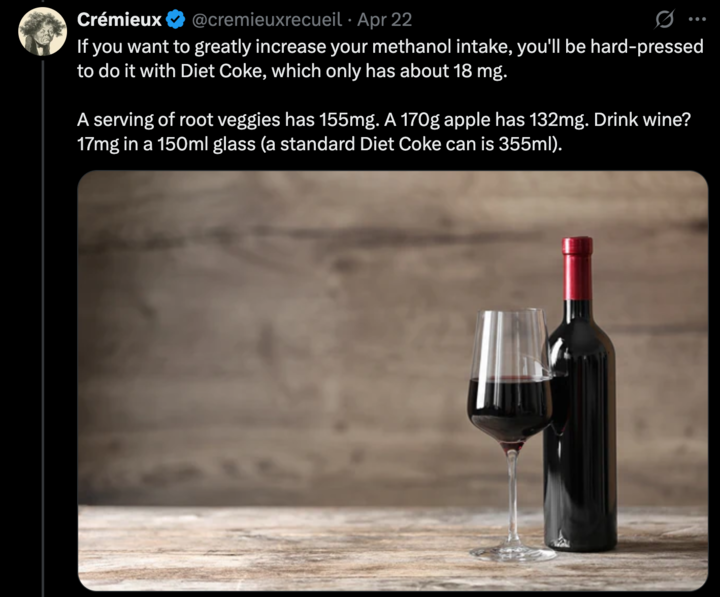 Crémieux @cremieuxrecueil · Apr 22
If you want to greatly increase your methanol intake, you'll be hard-pressed
to do it with Diet Coke, which only has about 18 mg.
A serving of root veggies has 155mg. A 170g apple has 132mg. Drink wine?
17mg in a 150ml glass (a standard Diet Coke can is 355ml).